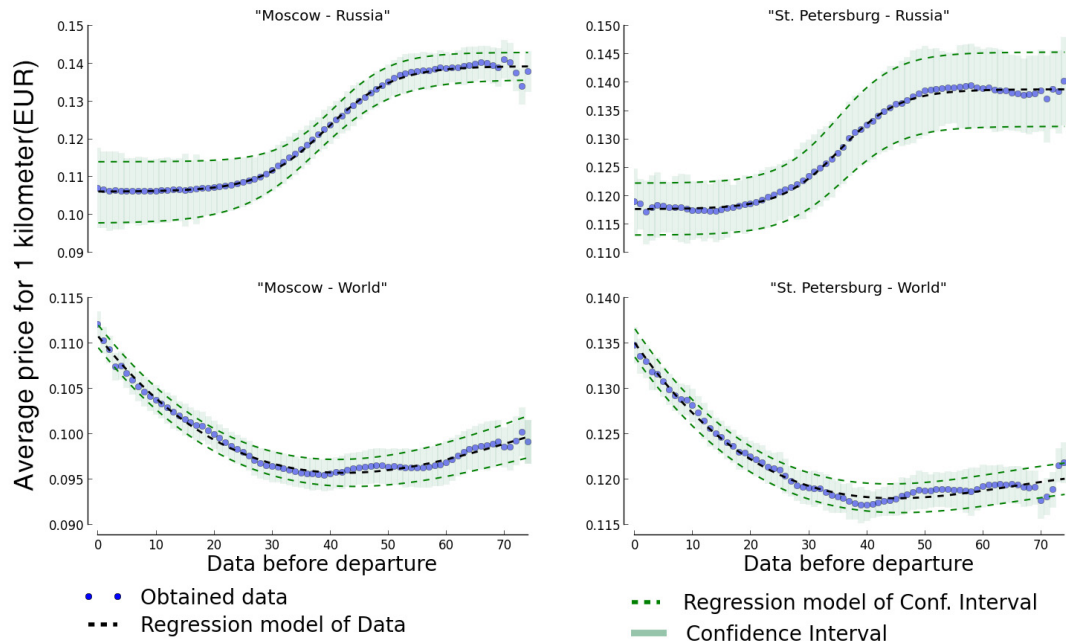 "Moscow - Russia"
"St. Petersburg - Russia"
Average price for 1 kilometer(EUR)
0.15
0.14
0.13
0.12
0.11
0.10
0.09
0.150
0.145
0.140
0.135
0.130
0.125
0.120
0.115
0.110
"Moscow - World"
"St. Petersburg - World"
0.115
0.110
0.105
0.100
0.095
0.090
0.140
0.135
0.130
0.125
0.120
0.115
0 10 20 30 40 50 60 70
0 10 20 30 40 50 60 70
Data before departure
Data before departure
Obtained data
Regression model of Data
Regression model of Conf. Interval
Confidence Interval